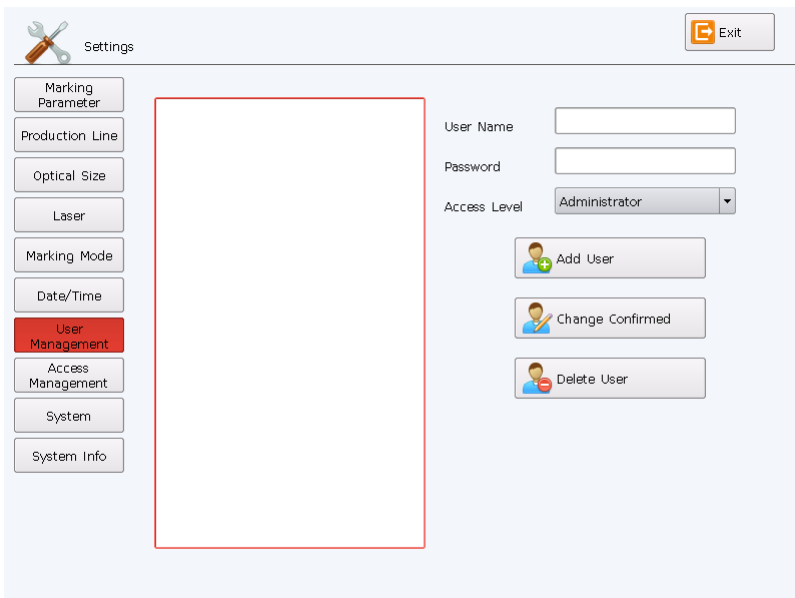 Settings
Exit
Marking
Parameter
Production Line
Optical Size
Laser
Marking Mode
Date/Time
User
Management
Access
Management
System
System Info
User Name
Password
Access Level
Administrator
Add User
Change Confirmed
Delete User